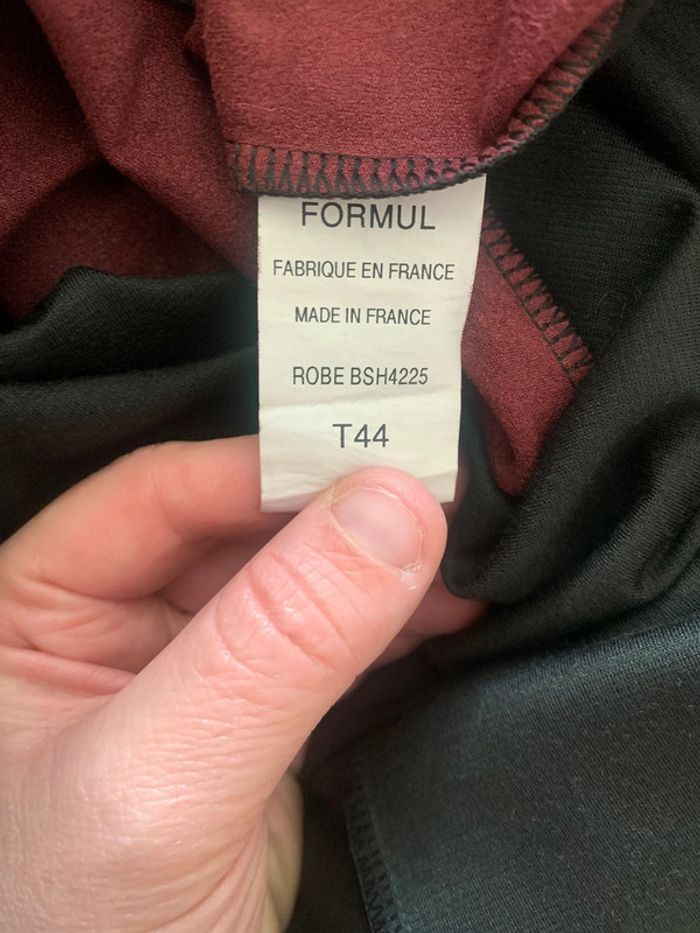 FORMUL
FABRIQUE EN FRANCE
MADE IN FRANCE
ROBE BSH4225
T44